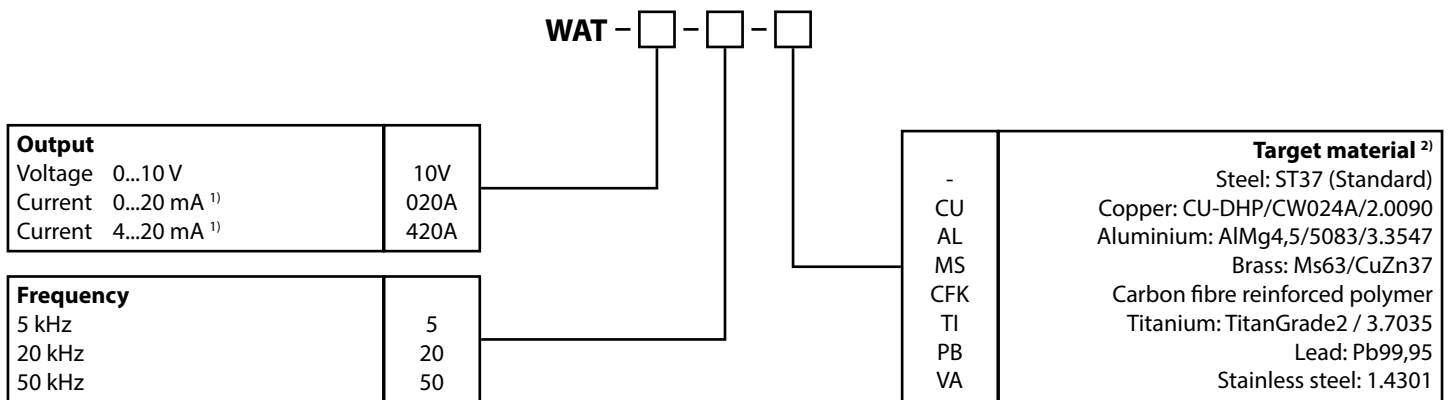 WAT – –  –
Output
Voltage 0...10 V 10V
Current 0...20 mA 1) 020A
Current 4...20 mA 1) 420A
Frequency
5 kHz 5
20 kHz 20
50 kHz 50
Target material 2)
- Steel: ST37 (Standard)
CU Copper: CU-DHP/CW024A/2.0090
AL Aluminium: AlMg4,5/5083/3.3547
MS Brass: Ms63/CuZn37
CFK Carbon fibre reinforced polymer
TI Titanium: TitanGrade2 / 3.7035
PB Lead: Pb99,95
VA Stainless steel: 1.4301